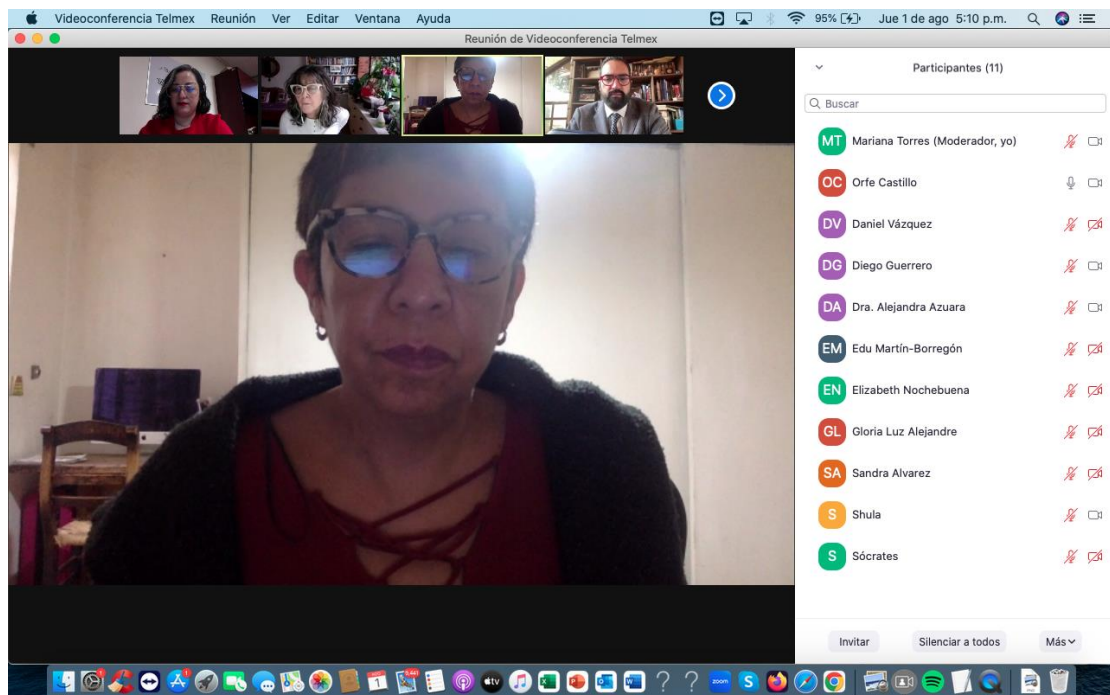 Videoconferencia Telmex Reunión Ver Editar Ventana Ayuda 95% Jue 1 de ago 5:10 p.m.
Reunión de Videoconferencia Telmex
Participantes (11)
Buscar
MT Mariana Torres (Moderador, yo)
OC Orfe Castillo
DV Daniel Vázquez
DG Diego Guerrero
DA Dra. Alejandra Azuara
EM Edu Martín-Borregón
EN Elizabeth Nochebuena
GL Gloria Luz Alejandre
SA Sandra Alvarez
S Shula
S Sócrates
Invitar Silenciar a todos Más
1 tv zoom S